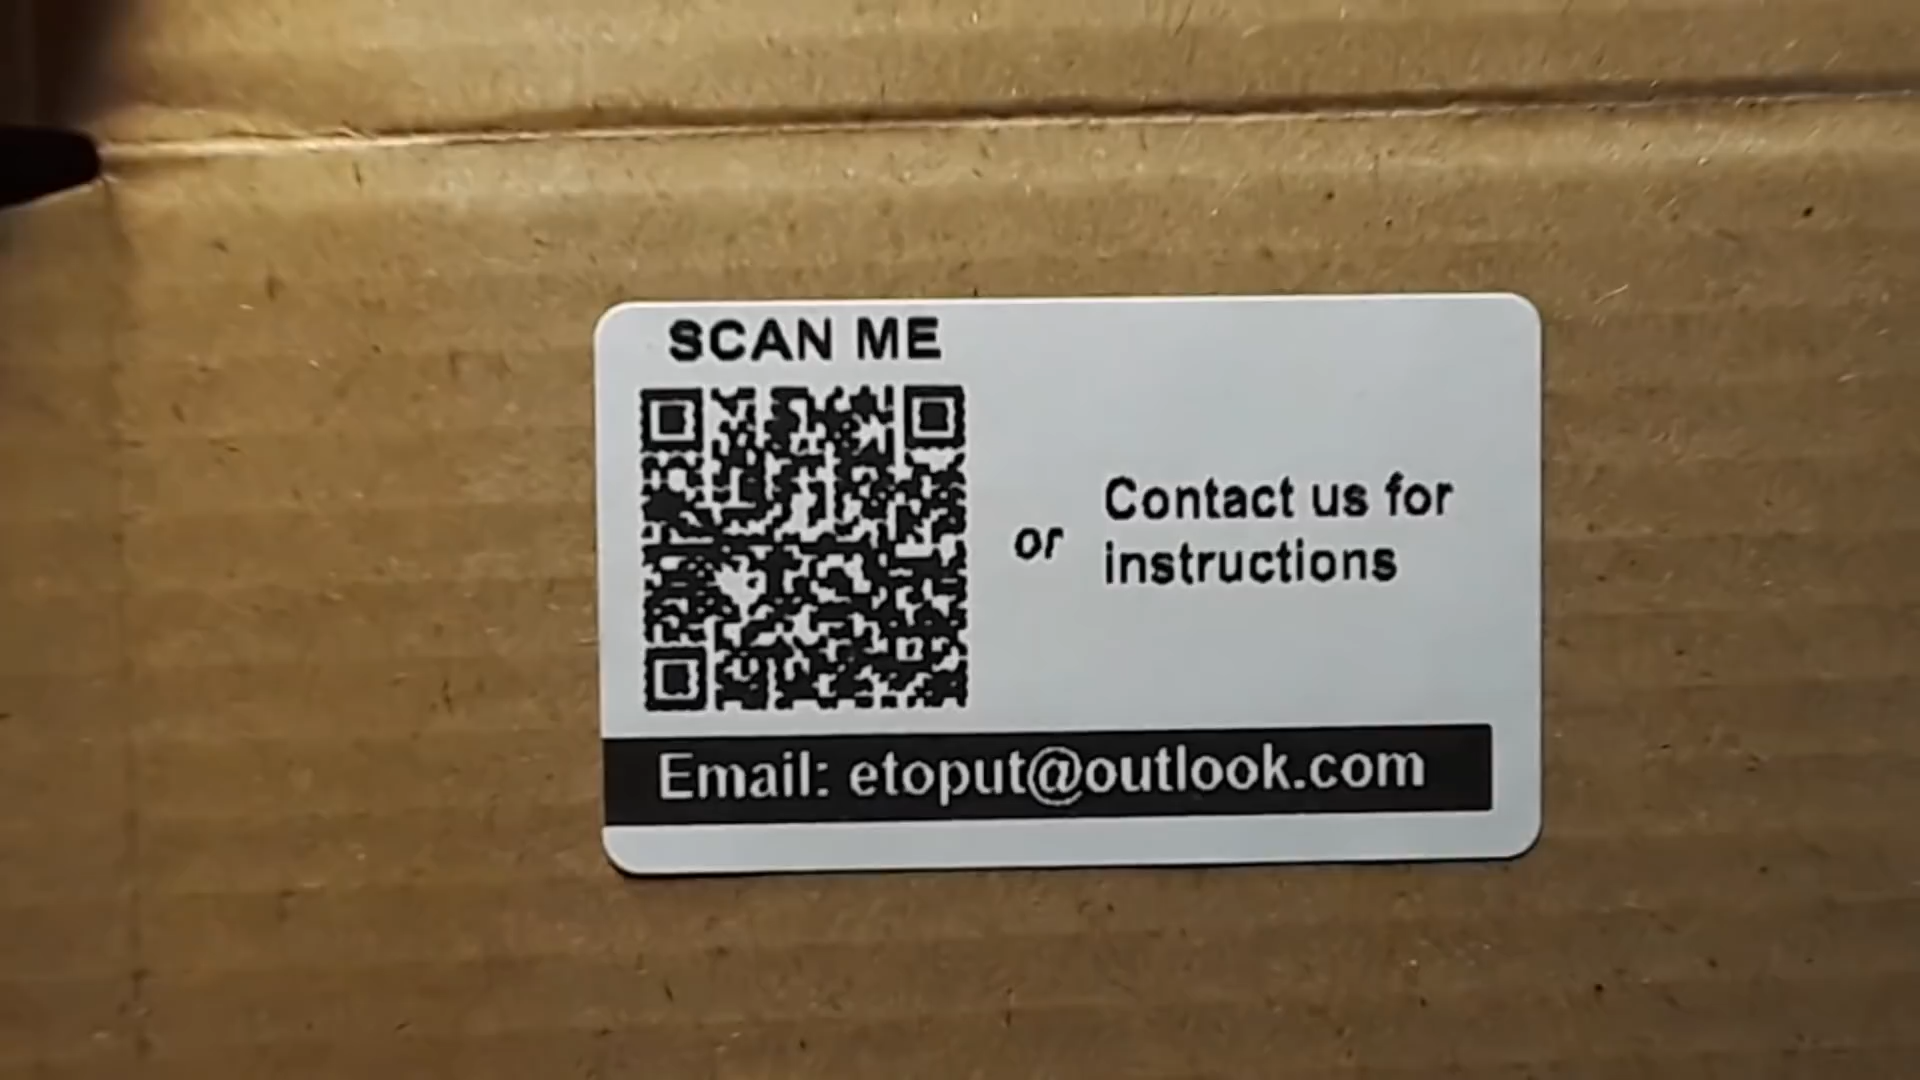 SCAN ME
or
Contact us for
instructions
Email: etoput@outlook.com